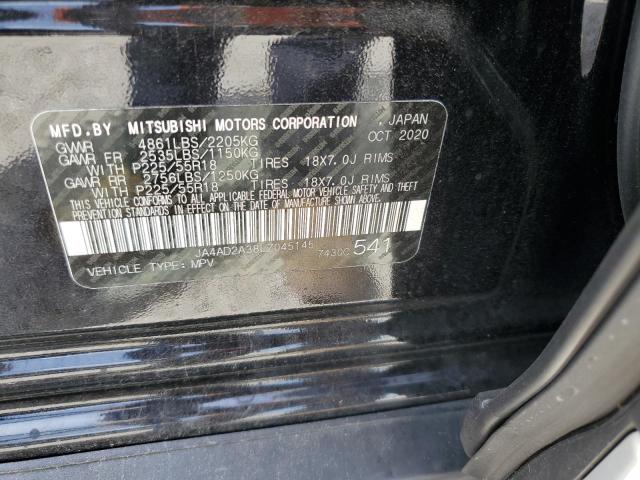 MFD.BY MITSUBISHI MOTORS CORPORATION , JAPAN
GVWR 4861LBS/2205KG OCT 2020
GAWR FR 2535LBS/1150KG
WITH P225/55R18 TIRES 18X7.0J RIMS
GAWR RR 2756LBS/1250KG
WITH P225/55R18 TIRES 18X7.0J RIMS
THIS VEHICLE CONFORMS TO ALL APPLICABLE FEDERAL MOTOR VEHICLE SAFETY AND THEFT
PREVENTION STANDARDS IN EFFECT ON THE DATE OF MANUFACTURE SHOWN ABOVE.
JA4AD2A38LZ045145 7430C 541
VEHICLE TYPE: MPV